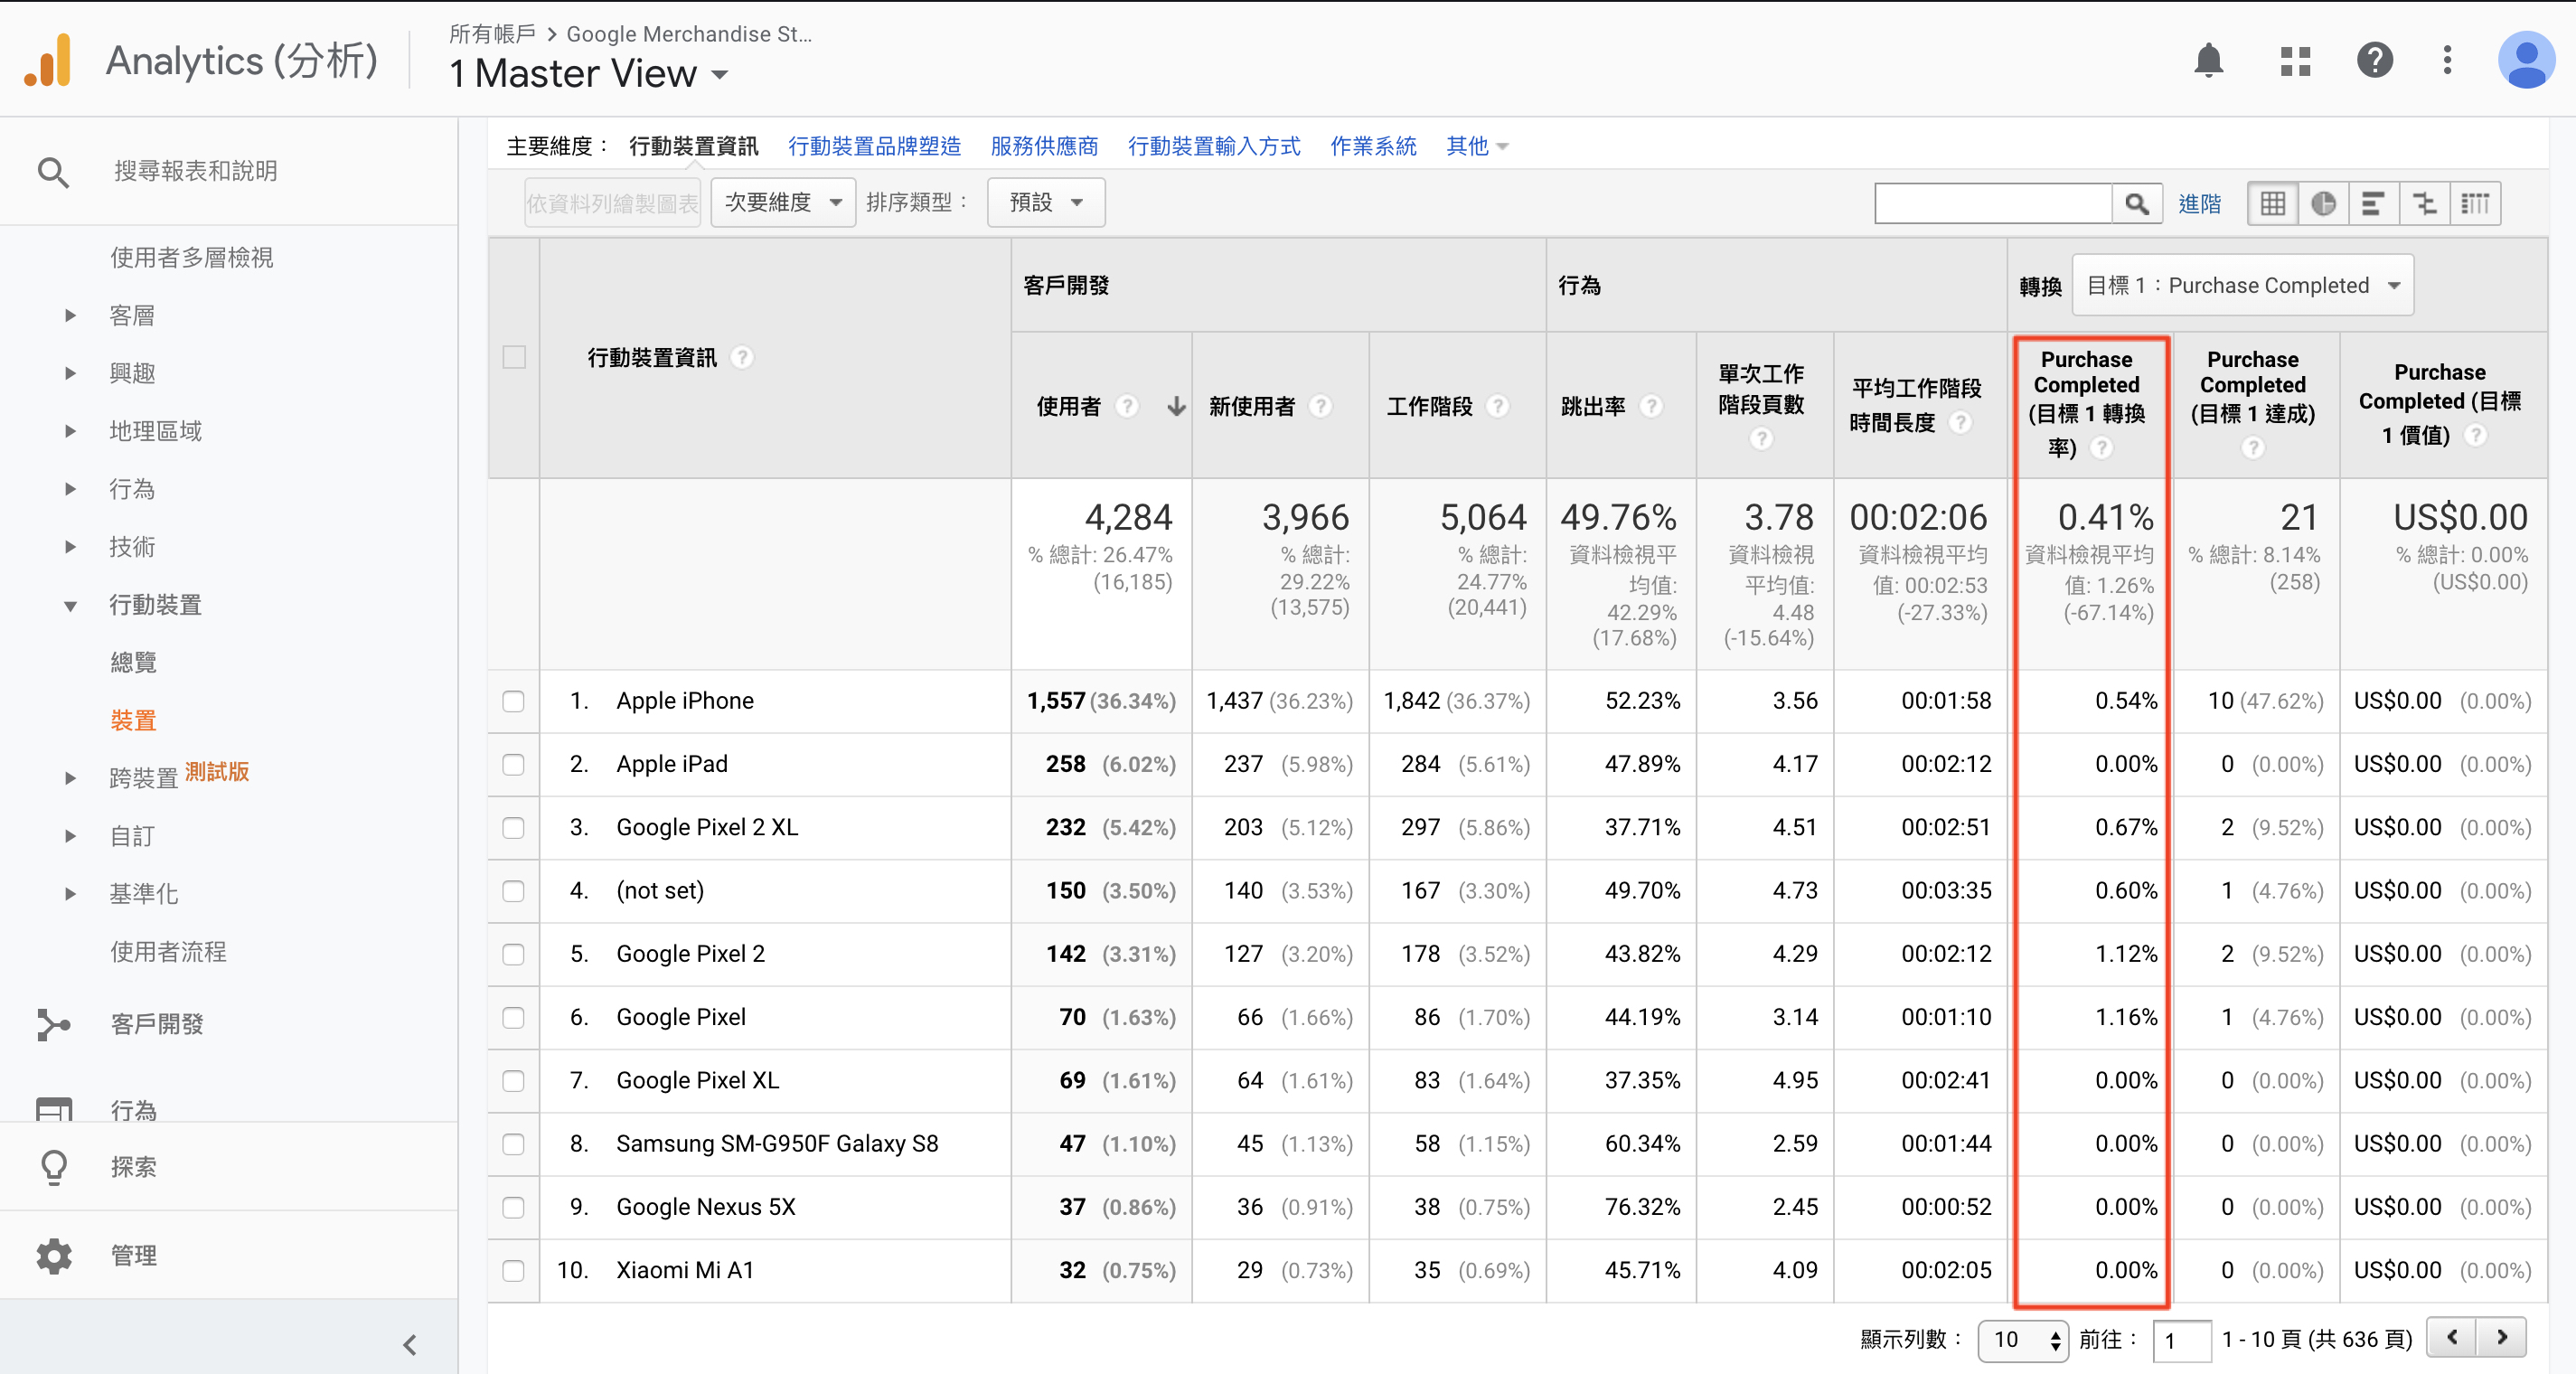 Analytics (分析)
所有帳戶 > Google Merchandise St...
1 Master View
搜尋報表和說明
使用者多層檢視
客層
興趣
地理區域
行為
技術
行動裝置
總覽
裝置
跨裝置 測試版
自訂
基準化
使用者流程
客戶開發
行為
探索
管理
主要維度： 行動裝置資訊 行動裝置品牌塑造 服務供應商 行動裝置輸入方式 作業系統 其他
依資料列繪製圖表 次要維度 排序類型： 預設 進階
行動裝置資訊
客戶開發 行為 轉換 目標 1：Purchase Completed
使用者
新使用者
工作階段
跳出率
單次工作
階段頁數
平均工作階段
時間長度
Purchase
Completed
(目標 1 轉換
率)
Purchase
Completed
(目標 1 達成)
Purchase
Completed (目標
1 價值)
4,284
% 總計: 26.47%
(16,185)
3,966
% 總計:
29.22%
(13,575)
5,064
% 總計:
24.77%
(20,441)
49.76%
資料檢視平
均值:
42.29%
(17.68%)
3.78
資料檢視
平均值:
4.48
(-15.64%)
00:02:06
資料檢視平均
值: 00:02:53
(-27.33%)
0.41%
資料檢視平均
值: 1.26%
(-67.14%)
21
% 總計: 8.14%
(258)
US$0.00
% 總計: 0.00%
(US$0.00)
1. Apple iPhone 1,557 (36.34%) 1,437 (36.23%) 1,842 (36.37%) 52.23% 3.56 00:01:58 0.54% 10 (47.62%) US$0.00 (0.00%)
2. Apple iPad 258 (6.02%) 237 (5.98%) 284 (5.61%) 47.89% 4.17 00:02:12 0.00% 0 (0.00%) US$0.00 (0.00%)
3. Google Pixel 2 XL 232 (5.42%) 203 (5.12%) 297 (5.86%) 37.71% 4.51 00:02:51 0.67% 2 (9.52%) US$0.00 (0.00%)
4. (not set) 150 (3.50%) 140 (3.53%) 167 (3.30%) 49.70% 4.73 00:03:35 0.60% 1 (4.76%) US$0.00 (0.00%)
5. Google Pixel 2 142 (3.31%) 127 (3.20%) 178 (3.52%) 43.82% 4.29 00:02:12 1.12% 2 (9.52%) US$0.00 (0.00%)
6. Google Pixel 70 (1.63%) 66 (1.66%) 86 (1.70%) 44.19% 3.14 00:01:10 1.16% 1 (4.76%) US$0.00 (0.00%)
7. Google Pixel XL 69 (1.61%) 64 (1.61%) 83 (1.64%) 37.35% 4.95 00:02:41 0.00% 0 (0.00%) US$0.00 (0.00%)
8. Samsung SM-G950F Galaxy S8 47 (1.10%) 45 (1.13%) 58 (1.15%) 60.34% 2.59 00:01:44 0.00% 0 (0.00%) US$0.00 (0.00%)
9. Google Nexus 5X 37 (0.86%) 36 (0.91%) 38 (0.75%) 76.32% 2.45 00:00:52 0.00% 0 (0.00%) US$0.00 (0.00%)
10. Xiaomi Mi A1 32 (0.75%) 29 (0.73%) 35 (0.69%) 45.71% 4.09 00:02:05 0.00% 0 (0.00%) US$0.00 (0.00%)
顯示列數： 10 前往： 1 1 - 10 頁 (共 636 頁)